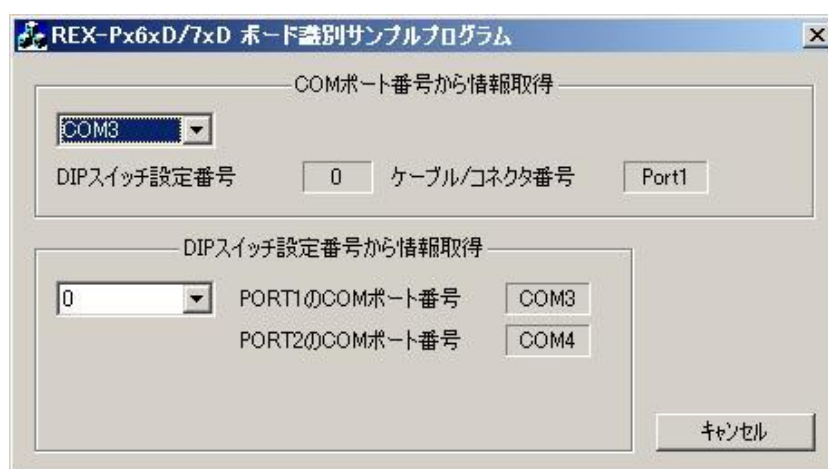 REX-Px6xD/7xD ボード識別サンプルプログラム
COMポート番号から情報取得
COM3
DIPスイッチ設定番号 0 ケーブル/コネクタ番号 Port1
DIPスイッチ設定番号から情報取得
0 PORT1のCOMポート番号 COM3
PORT2のCOMポート番号 COM4
キャンセル